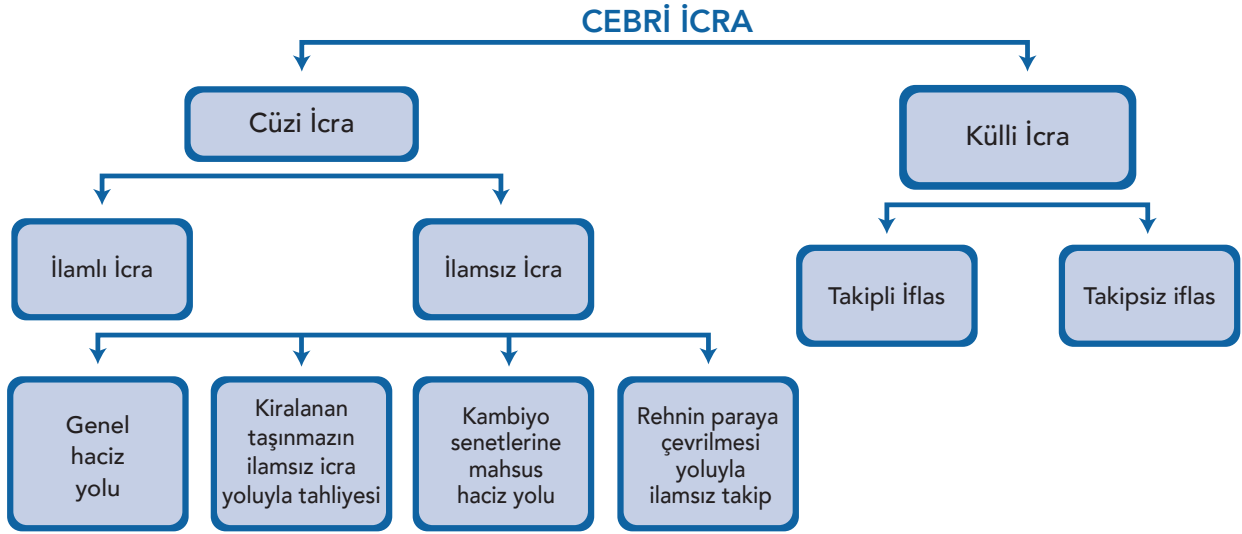 CEBRİ İCRA
Cüzi İcra
Külli İcra
İlamlı İcra
İlamsız İcra
Takipli İflas
Takipsiz iflas
Genel
haciz
yolu
Kiralanan
taşınmazın
ilamsız icra
yoluyla tahliyesi
Kambiyo
senetlerine
mahsus
haciz yolu
Rehnin paraya
çevrilmesi
yoluyla
ilamsız takip